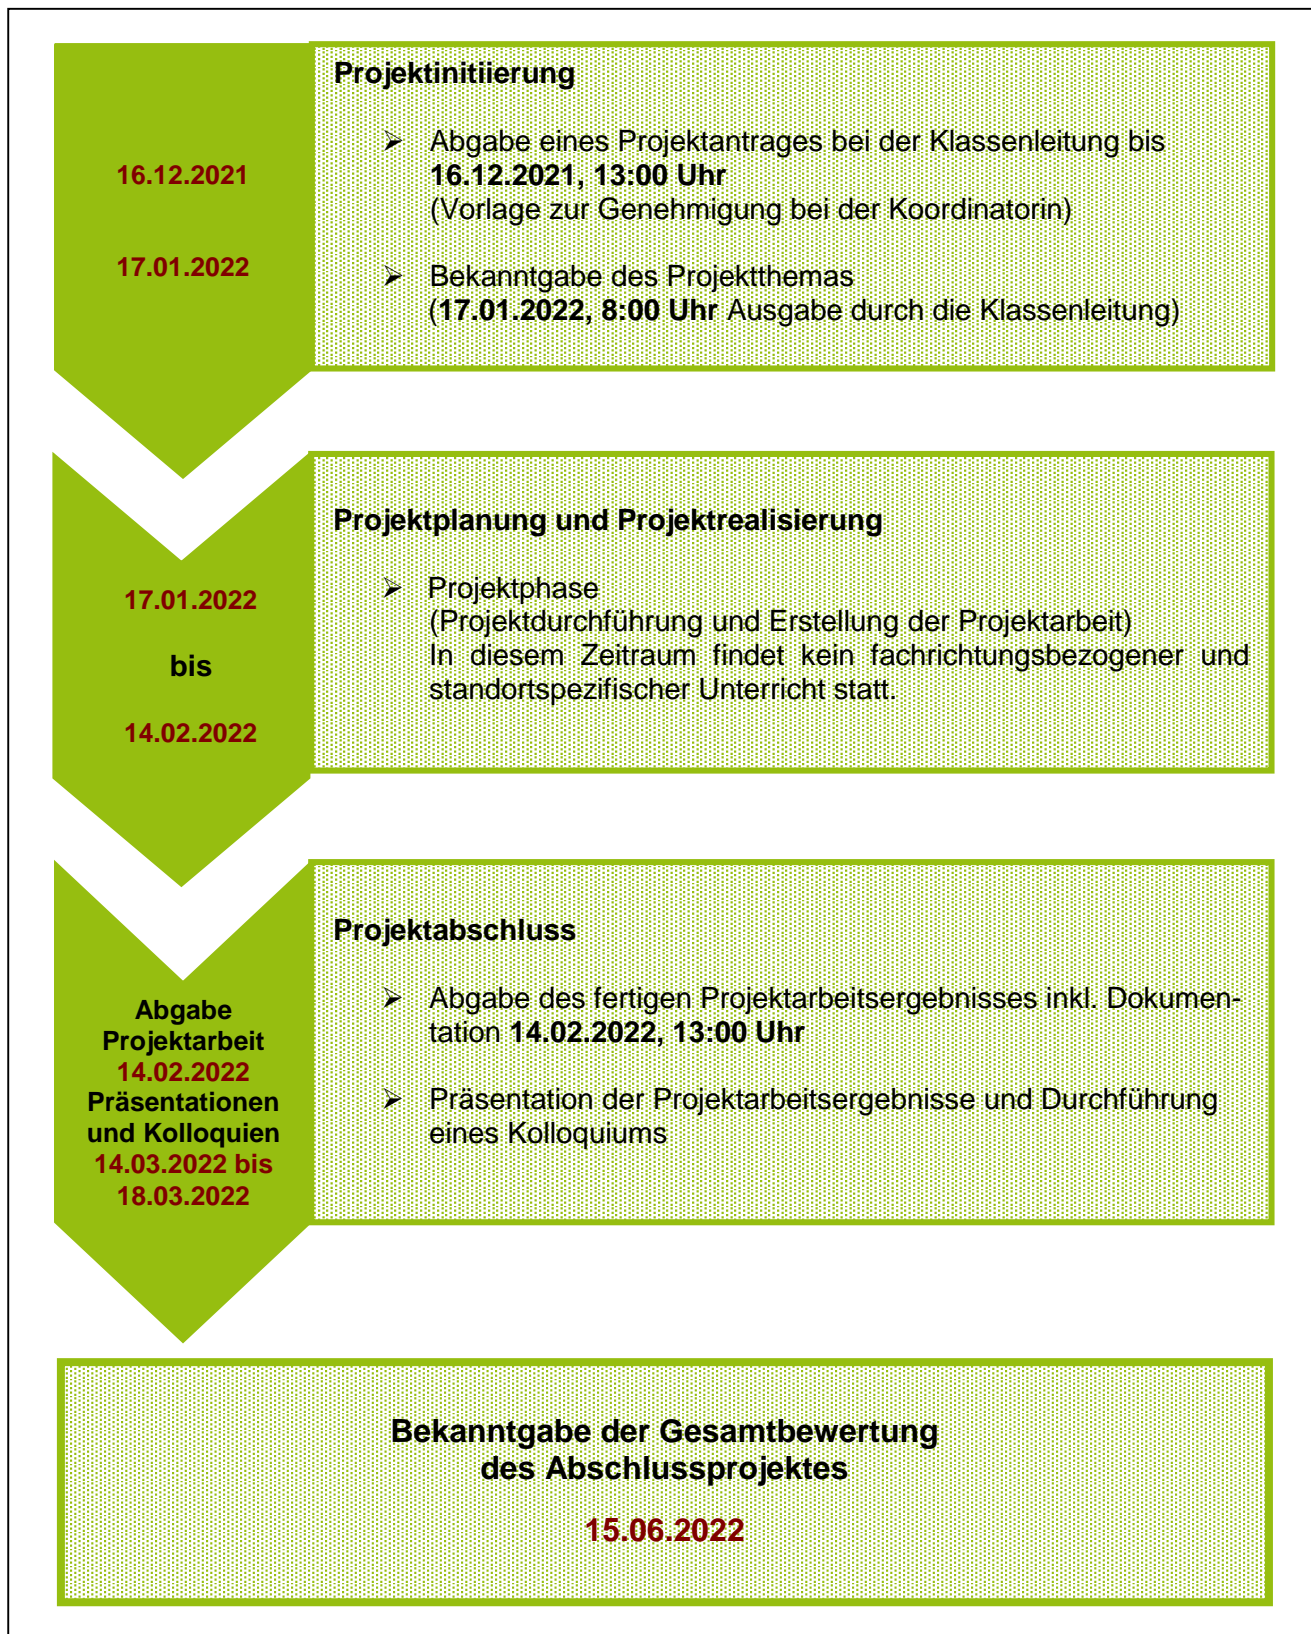 16.12.2021
17.01.2022
Projektinitiierung
➢ Abgabe eines Projektantrages bei der Klassenleitung bis
16.12.2021, 13:00 Uhr
(Vorlage zur Genehmigung bei der Koordinatorin)
➢ Bekanntgabe des Projektthemas
(17.01.2022, 8:00 Uhr Ausgabe durch die Klassenleitung)
17.01.2022
bis
14.02.2022
Projektplanung und Projektrealisierung
➢ Projektphase
(Projektdurchführung und Erstellung der Projektarbeit)
In diesem Zeitraum findet kein fachrichtungsbezogener und
standortspezifischer Unterricht statt.
Abgabe
Projektarbeit
14.02.2022
Präsentationen
und Kolloquien
14.03.2022 bis
18.03.2022
Projektabschluss
➢ Abgabe des fertigen Projektarbeitsergebnisses inkl. Dokumen-
tation 14.02.2022, 13:00 Uhr
➢ Präsentation der Projektarbeitsergebnisse und Durchführung
eines Kolloquiums
Bekanntgabe der Gesamtbewertung
des Abschlussprojektes
15.06.2022